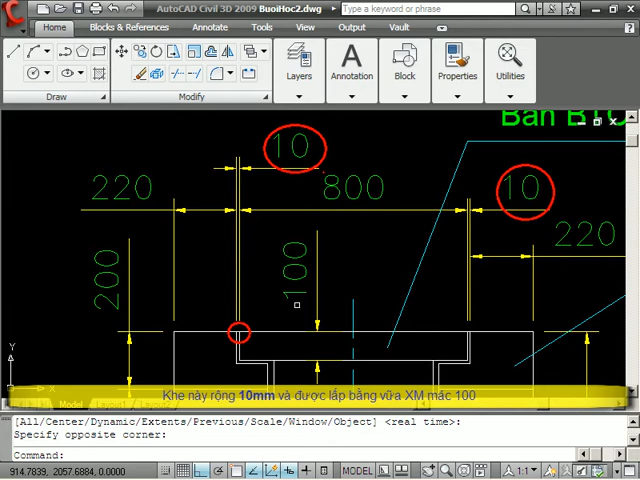 AutoCAD Civil 3D 2009 BuoiHoc2.dwg
Type a keyword or phrase
Home
Blocks & References
Annotate
Tools
View
Insert
Output
Vault
Draw
Modify
Layers
Annotation
Block
Properties
Utilities
Bản BTC
10
220
800
10
220
200
100
Y
Khe này rộng 10mm và được lấp bằng vữa XM mác 100
Model
Layout1
Layout2
[All/Center/Dynamic/Extents/Previous/Scale/Window/Object] <real time>:
Specify opposite corner:
Command:
914.7839, 2057.6884, 0.0000
MODEL
1:1